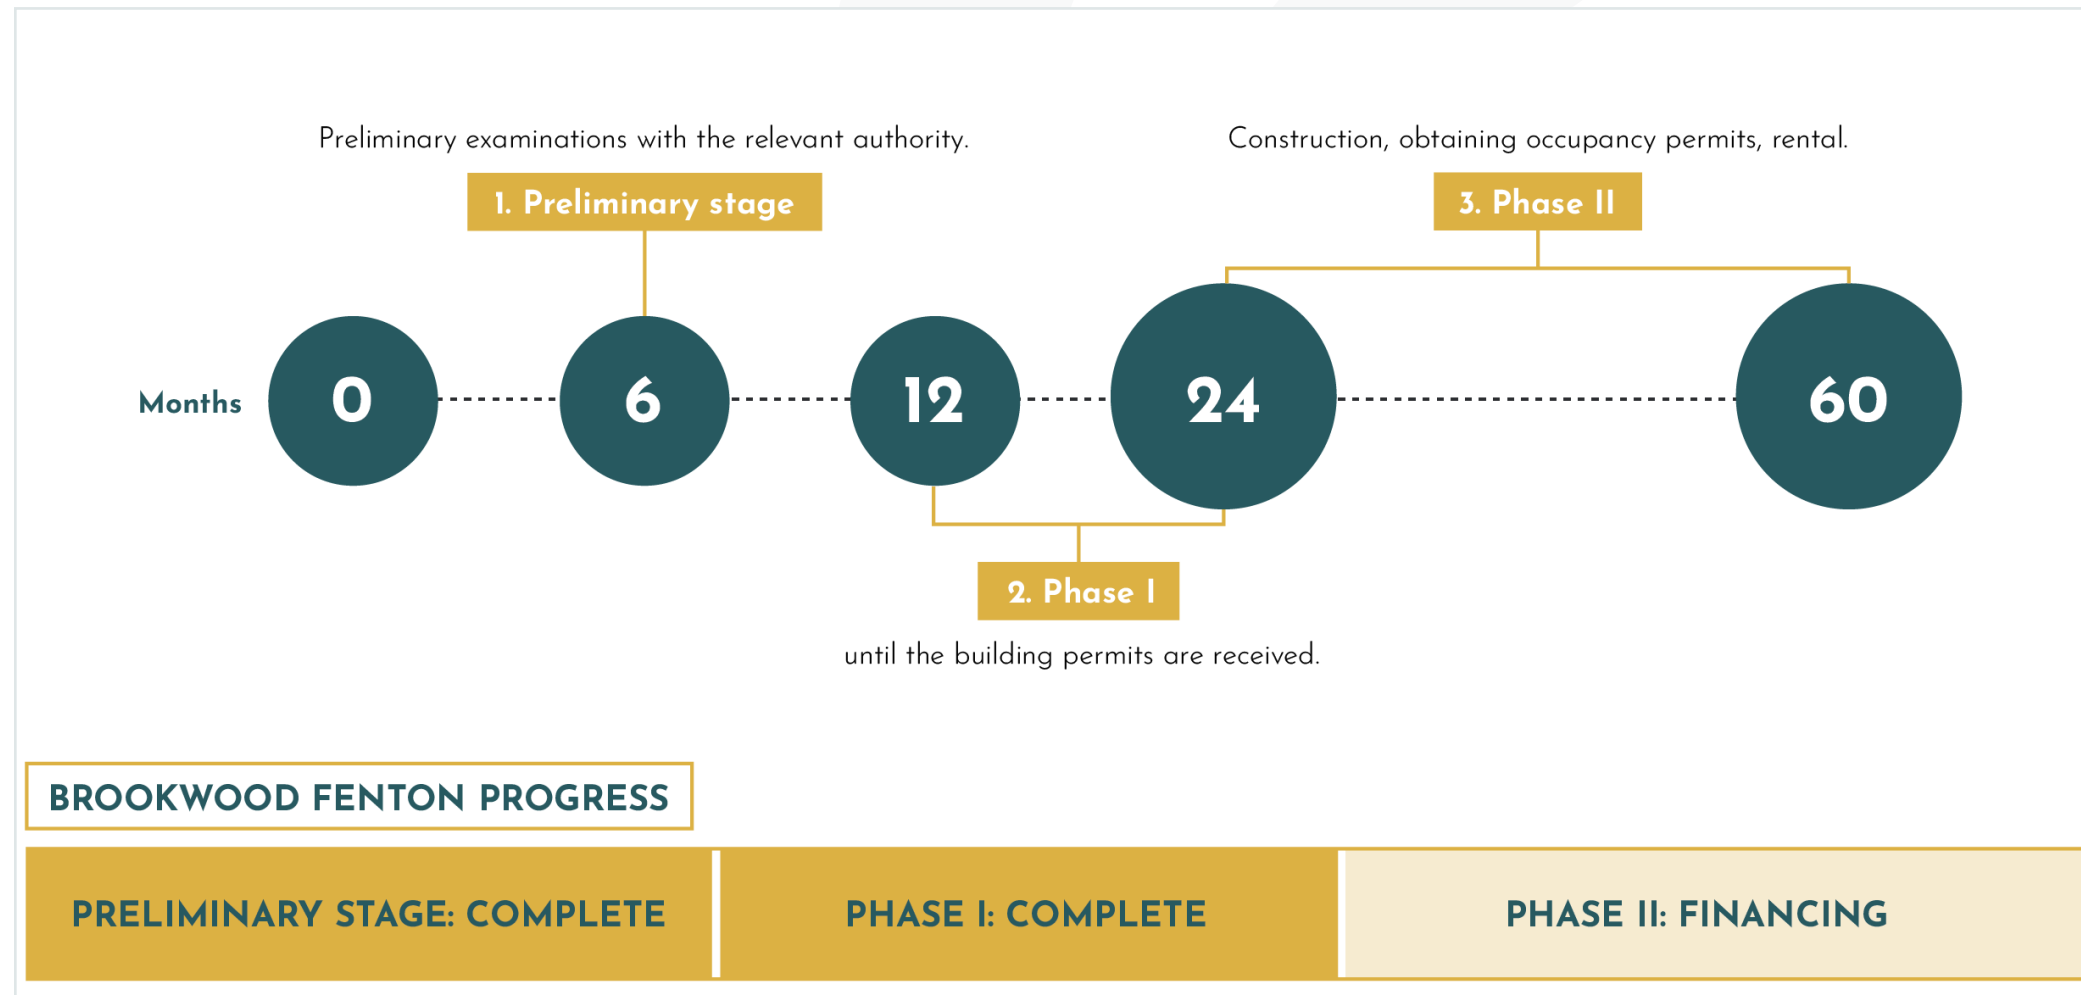 Preliminary examinations with the relevant authority.
Construction, obtaining occupancy permits, rental.
1. Preliminary stage
3. Phase II
Months
0
6
12
24
60
2. Phase I
until the building permits are received.
BROOKWOOD FENTON PROGRESS
PRELIMINARY STAGE: COMPLETE
PHASE I: COMPLETE
PHASE II: FINANCING